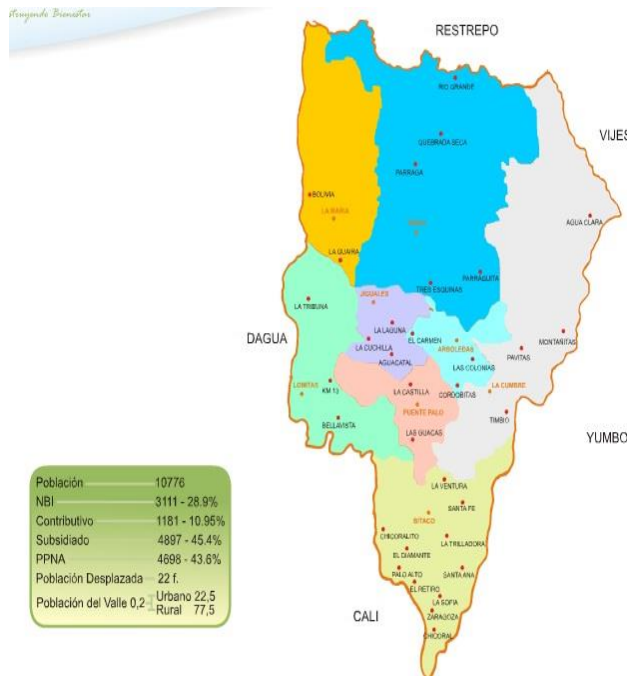 struyendo Bienestar
RESTREPO
RIO GRANDE
QUEBRADA SECA
VIJES
PARRAGA
BOLIVIA
LA MARIA
AGUA CLARA
LA GUAIRA
PARRAGUITA
TRES ESQUINAS
JIGUALES
LA TRIBUNA
LA LAGUNA
DAGUA
EL CARMEN
MONTAÑITAS
LA CUCHILLA
ARBOLEDAS
PAVITAS
AGUACATAL
LAS COLONIAS
KM 13
LA CASTILLA
CORDOBITAS
LA CUMBRE
LOMITAS
PUENTE PALO
TIMBIO
BELLAVISTA
LAS GUACAS
YUMBO
LA VENTURA
SANTA FE
BITACO
CHICORALITO
LA TRILLADORA
EL DIAMANTE
PALO ALTO
SANTA ANA
EL RETIRO
LA SOFIA
ZARAGOZA
CALI
CHICORAL
Población 10776
NBI 3111 - 28.9%
Contributivo 1181 - 10.95%
Subsidiado 4897 - 45.4%
PPNA 4698 - 43.6%
Población Desplazada 22 f.
Población del Valle 0,2 Urbano 22,5
Rural 77,5